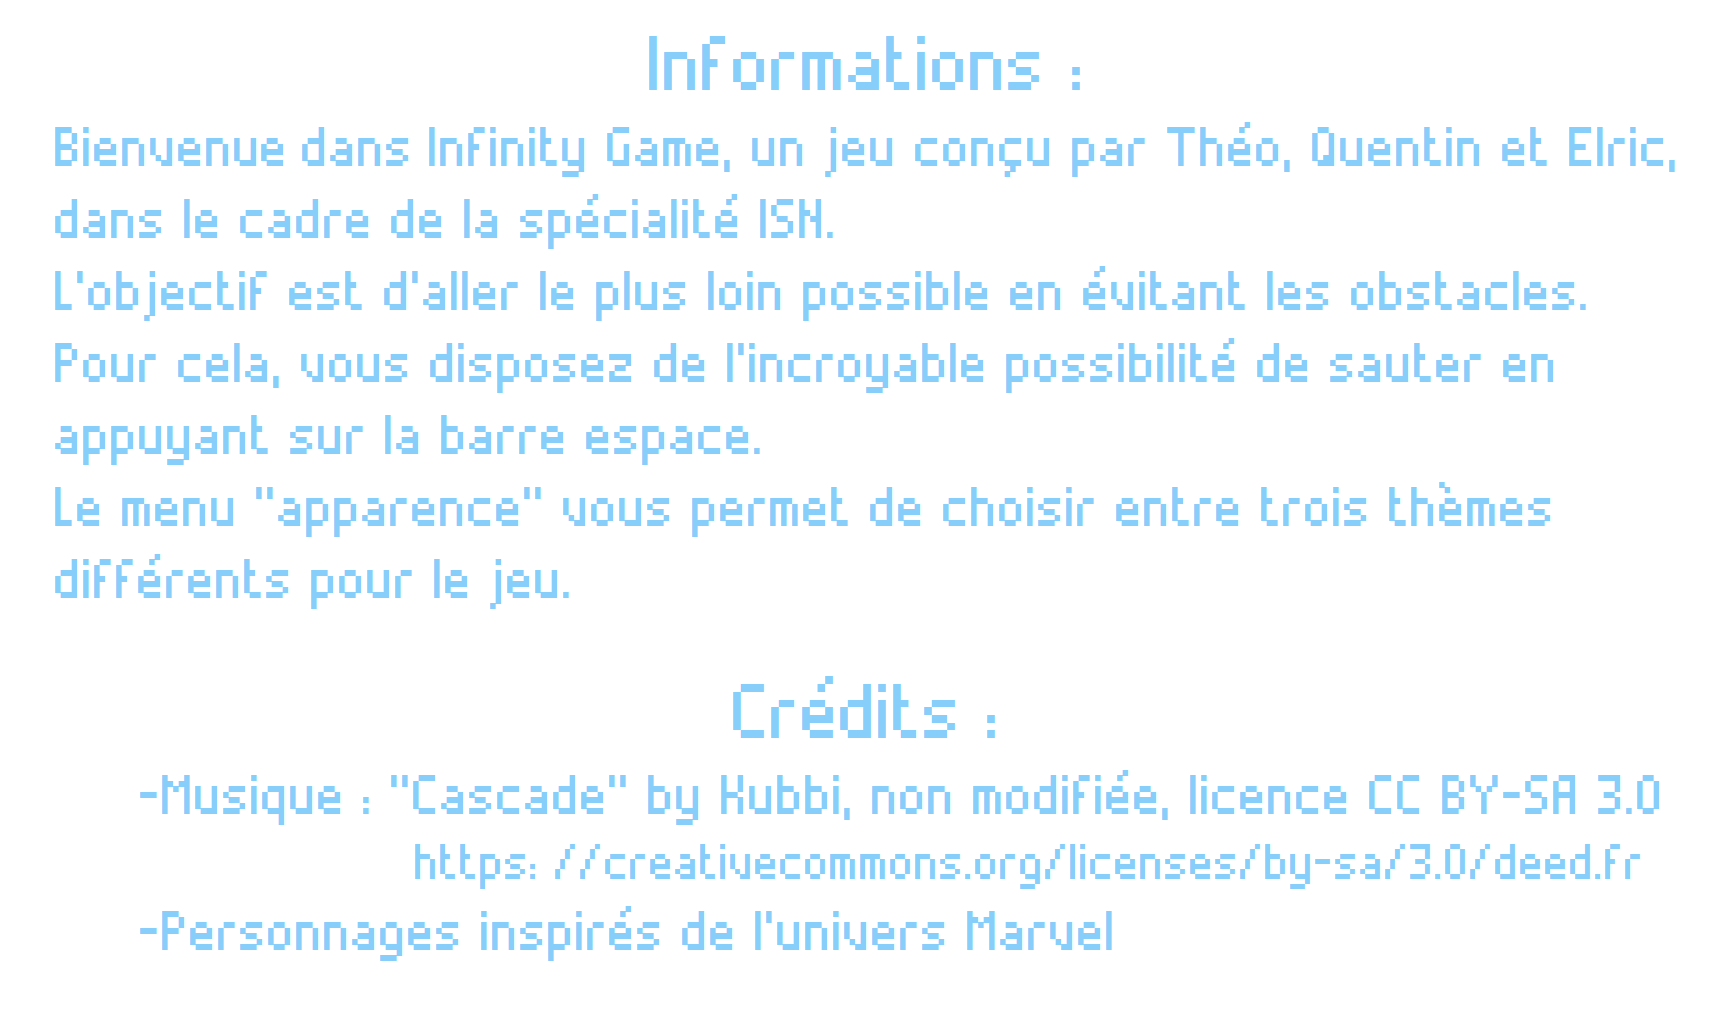 Informations :
Bienvenue dans Infinity Game, un jeu conçu par Théo, Quentin et Elric,
dans le cadre de la spécialité ISN.
L'objectif est d'aller le plus loin possible en évitant les obstacles.
Pour cela, vous disposez de l'incroyable possibilité de sauter en
appuyant sur la barre espace.
Le menu "apparence" vous permet de choisir entre trois thèmes
différents pour le jeu.
Crédits :
-Musique : "Cascade" by Kubbi, non modifiée, licence CC BY-SA 3.0
https: //creativecommons.org/licenses/by-sa/3.0/deed.fr
-Personnages inspirés de l'univers Marvel